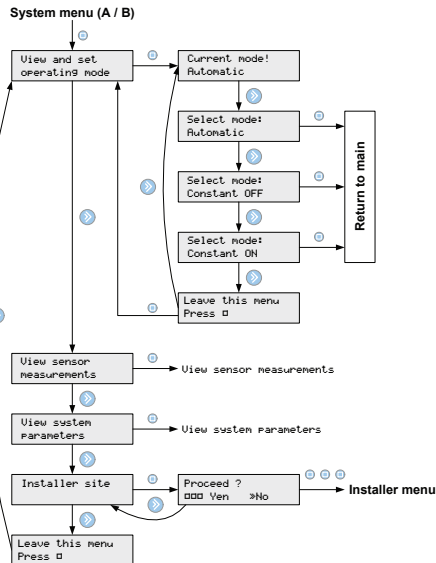 System menu (A / B)
View and set
operating mode
Current mode!
Automatic
Select mode:
Automatic
Select mode:
Constant OFF
Select mode:
Constant ON
Leave this menu
Press ¤
Return to main
View sensor
measurements
View sensor measurements
View system
parameters
View system parameters
Installer site
Proceed ?
¤¤¤ Yen »No
Installer menu
Leave this menu
Press ¤